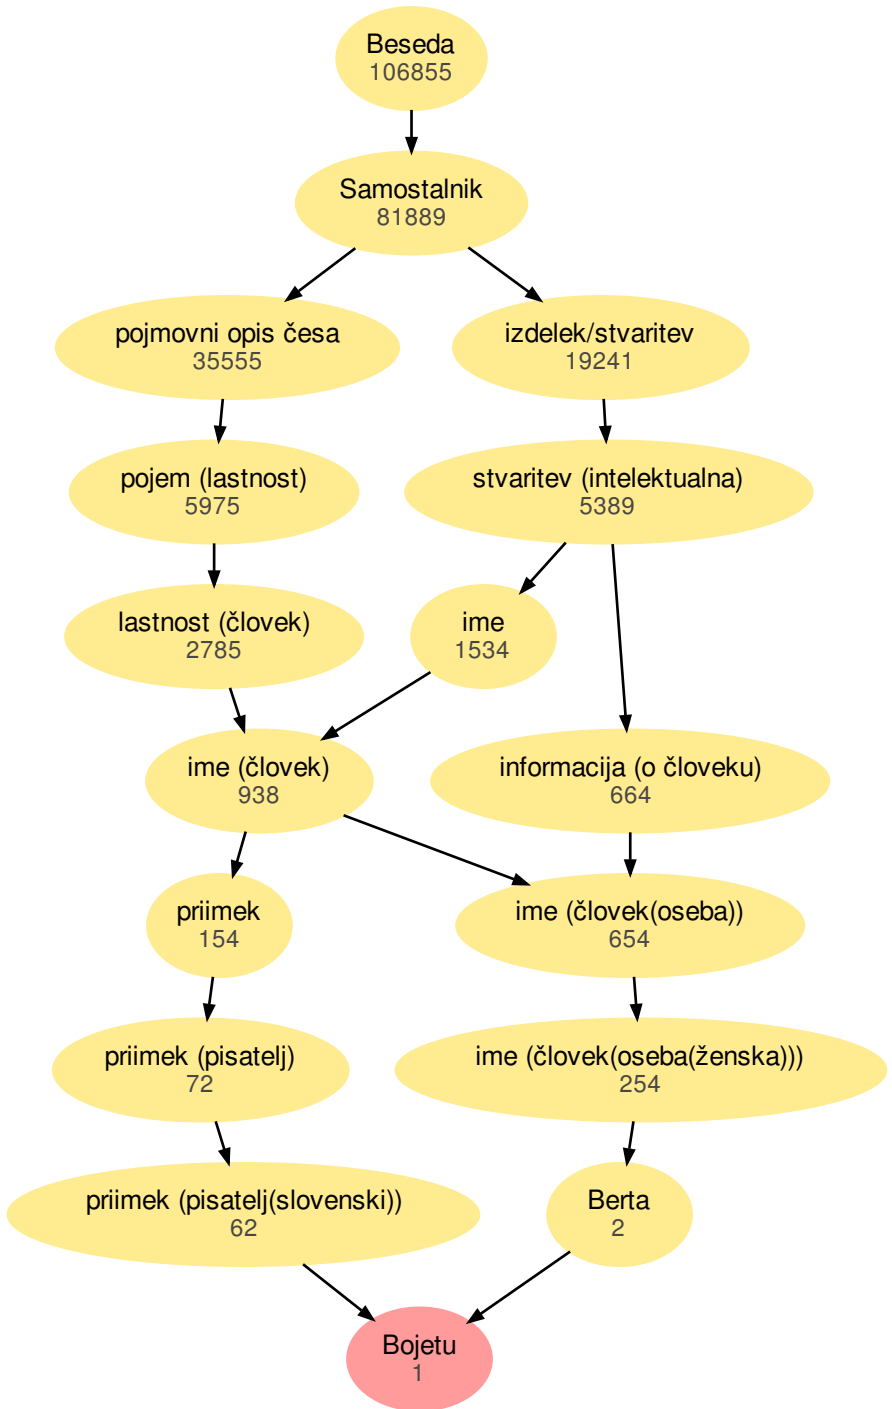 Beseda
106855
Samostalnik
81889
pojmovni opis česa
35555
izdelek/stvaritev
19241
pojem (lastnost)
5975
stvaritev (intelektualna)
5389
lastnost (človek)
2785
ime
1534
ime (človek)
938
informacija (o človeku)
664
priimek
154
ime (človek(oseba))
654
priimek (pisatelj)
72
ime (človek(oseba(ženska)))
254
priimek (pisatelj(slovenski))
62
Berta
2
Bojetu
1